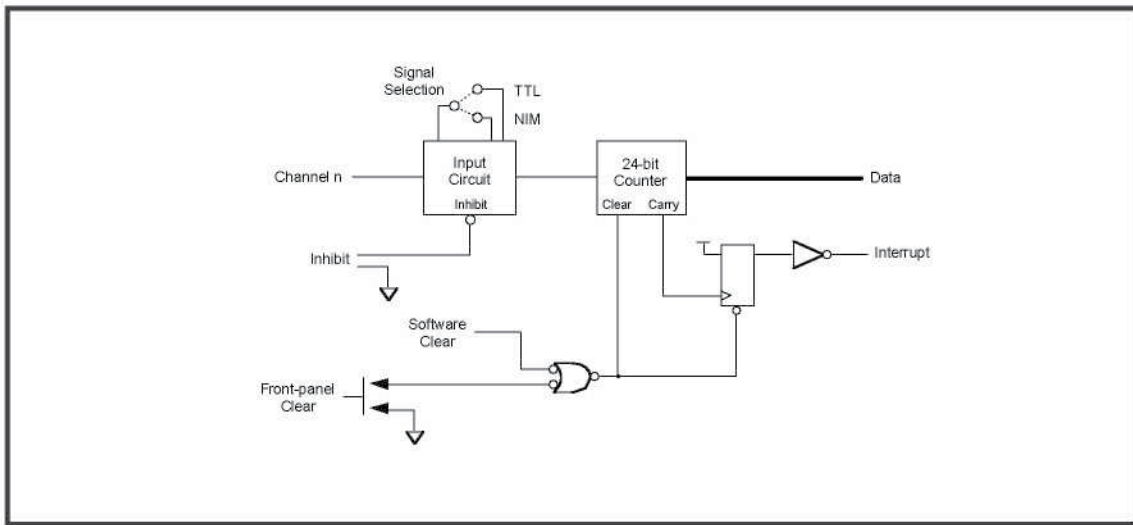 Signal
Selection
TTL
NIM
Channel n
Input
Circuit
Inhibit
24-bit
Counter
Clear Carry
Data
Inhibit
Interrupt
Software
Clear
Front-panel
Clear